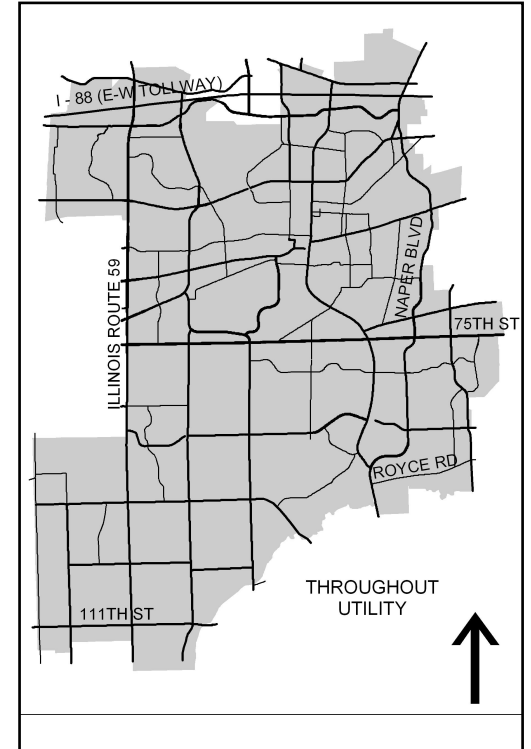 I - 88 (E-W TOLLWAY)
ILLINOIS ROUTE 59
NAPER BLVD
75TH ST
ROYCE RD
THROUGHOUT
UTILITY
111TH ST